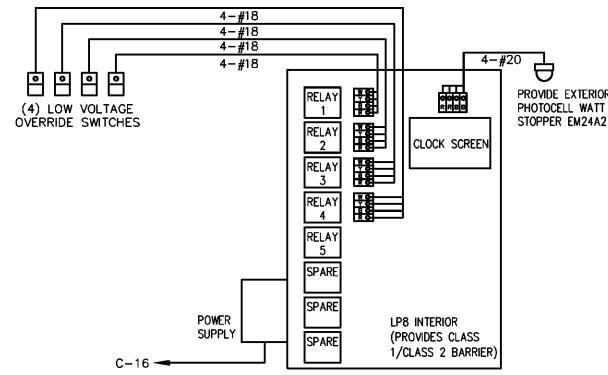 4-#18
4-#18
4-#18
4-#18
4-#20
(4) LOW VOLTAGE
OVERRIDE SWITCHES
PROVIDE EXTERIOR
PHOTOCELL WATT
STOPPER EM24A2
RELAY
1
W
Y
B
R
R R B B
CLOCK SCREEN
RELAY
2
W
Y
B
R
RELAY
3
W
Y
B
R
RELAY
4
W
Y
B
R
RELAY
5
SPARE
SPARE
SPARE
POWER
SUPPLY
LP8 INTERIOR
(PROVIDES CLASS
1/CLASS 2 BARRIER)
C-16